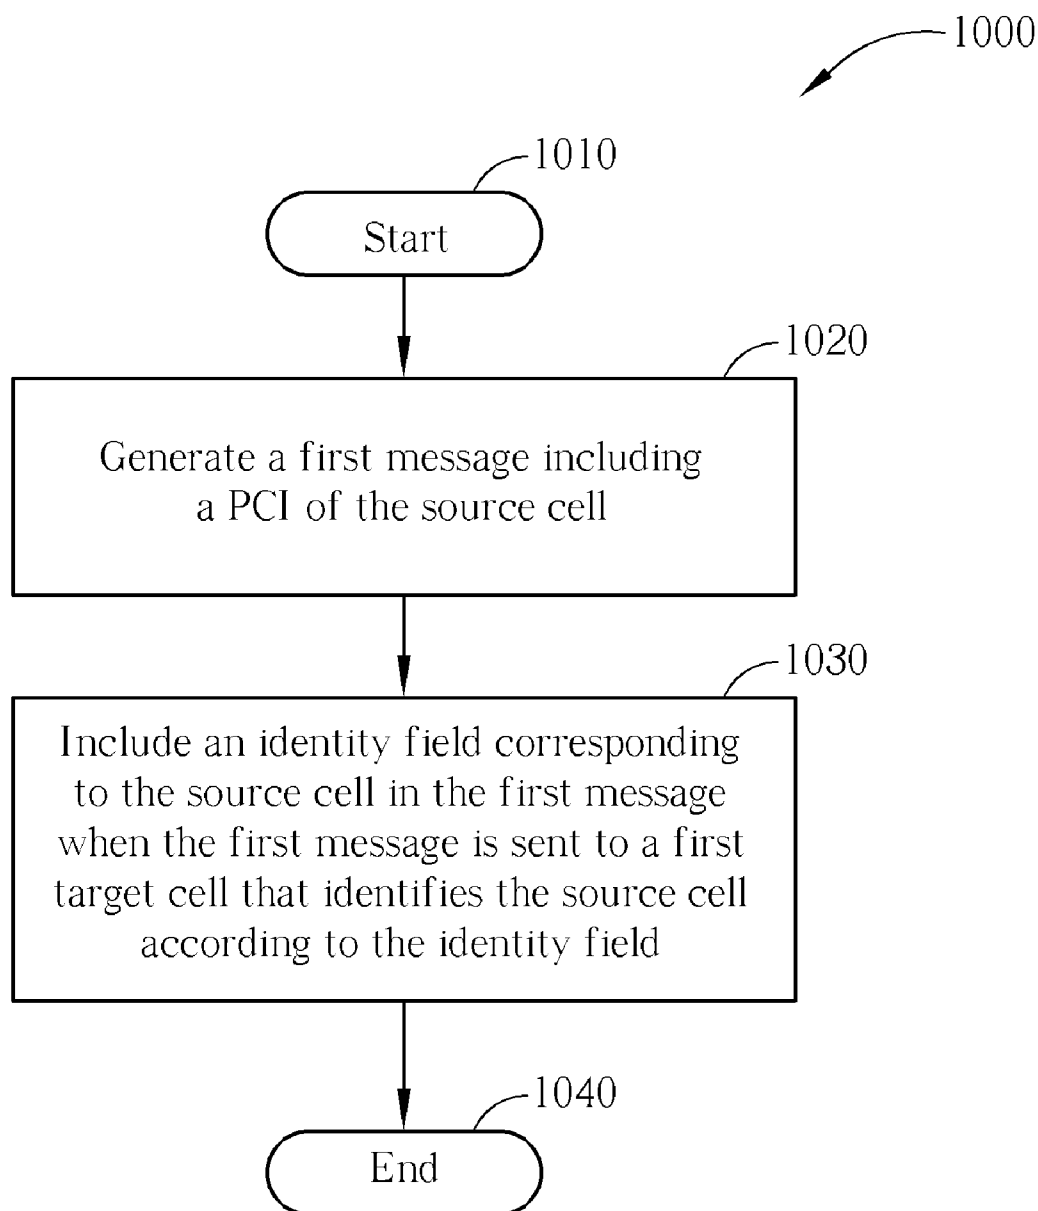 1000
1010
Start
1020
Generate a first message including
a PCI of the source cell
1030
Include an identity field corresponding
to the source cell in the first message
when the first message is sent to a first
target cell that identifies the source cell
according to the identity field
1040
End